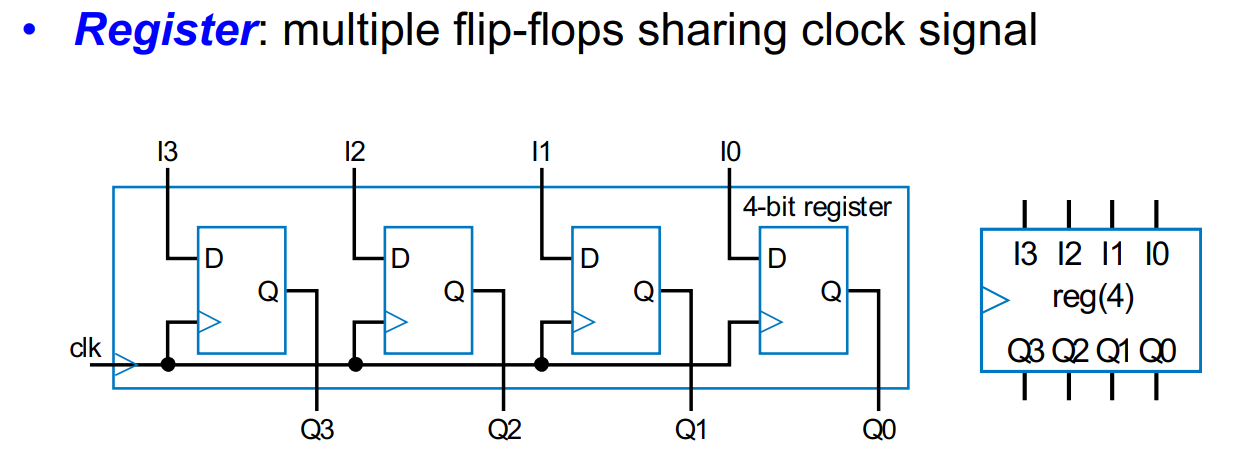 • Register: multiple flip-flops sharing clock signal
I3 I2 I1 I0
4-bit register
D D D D
Q Q Q Q
clk
Q3 Q2 Q1 Q0
I3 I2 I1 I0
reg(4)
Q3 Q2 Q1 Q0